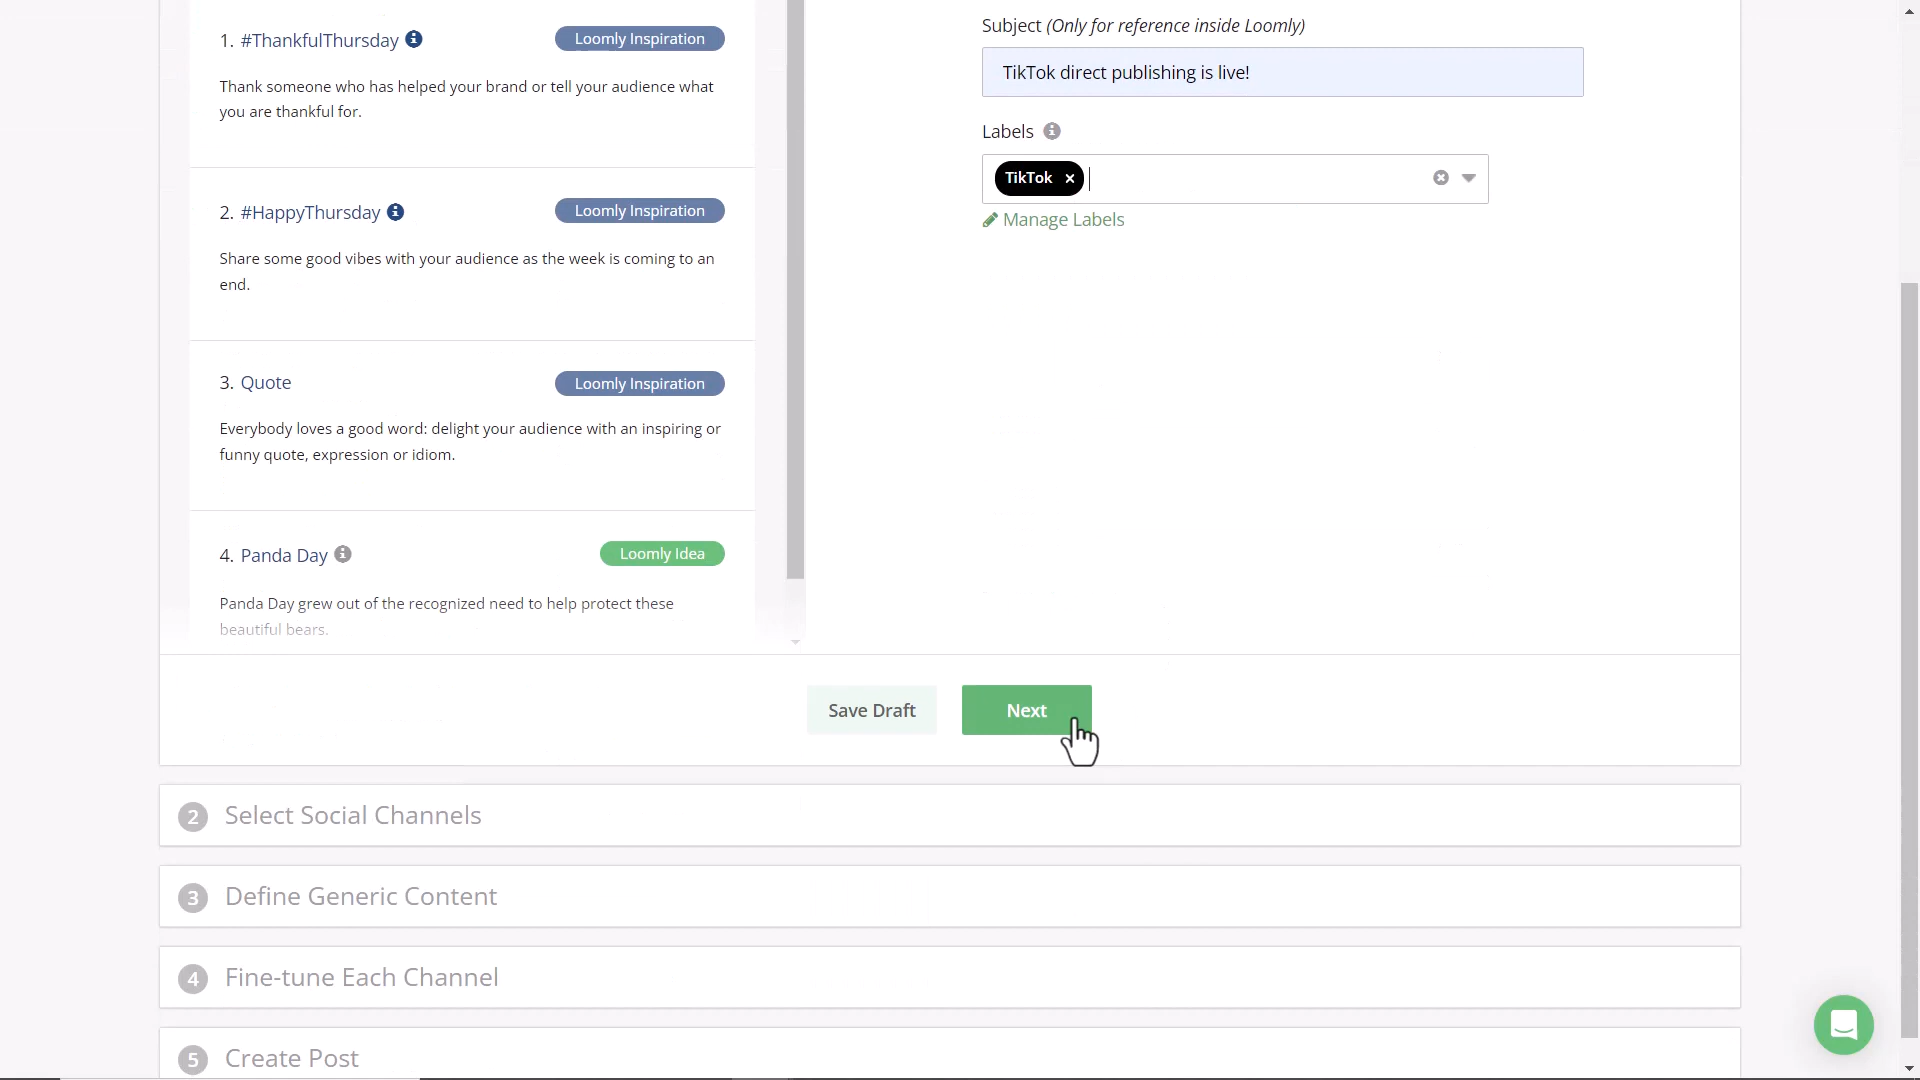 1. #ThankfulThursday
Loomly Inspiration
Thank someone who has helped your brand or tell your audience what
you are thankful for.
2. #HappyThursday
Loomly Inspiration
Share some good vibes with your audience as the week is coming to an
end.
3. Quote
Loomly Inspiration
Everybody loves a good word: delight your audience with an inspiring or
funny quote, expression or idiom.
4. Panda Day
Loomly Idea
Panda Day grew out of the recognized need to help protect these
beautiful bears.
Subject (Only for reference inside Loomly)
TikTok direct publishing is live!
Labels
TikTok
Manage Labels
Save Draft
Next
2 Select Social Channels
3 Define Generic Content
4 Fine-tune Each Channel
5 Create Post